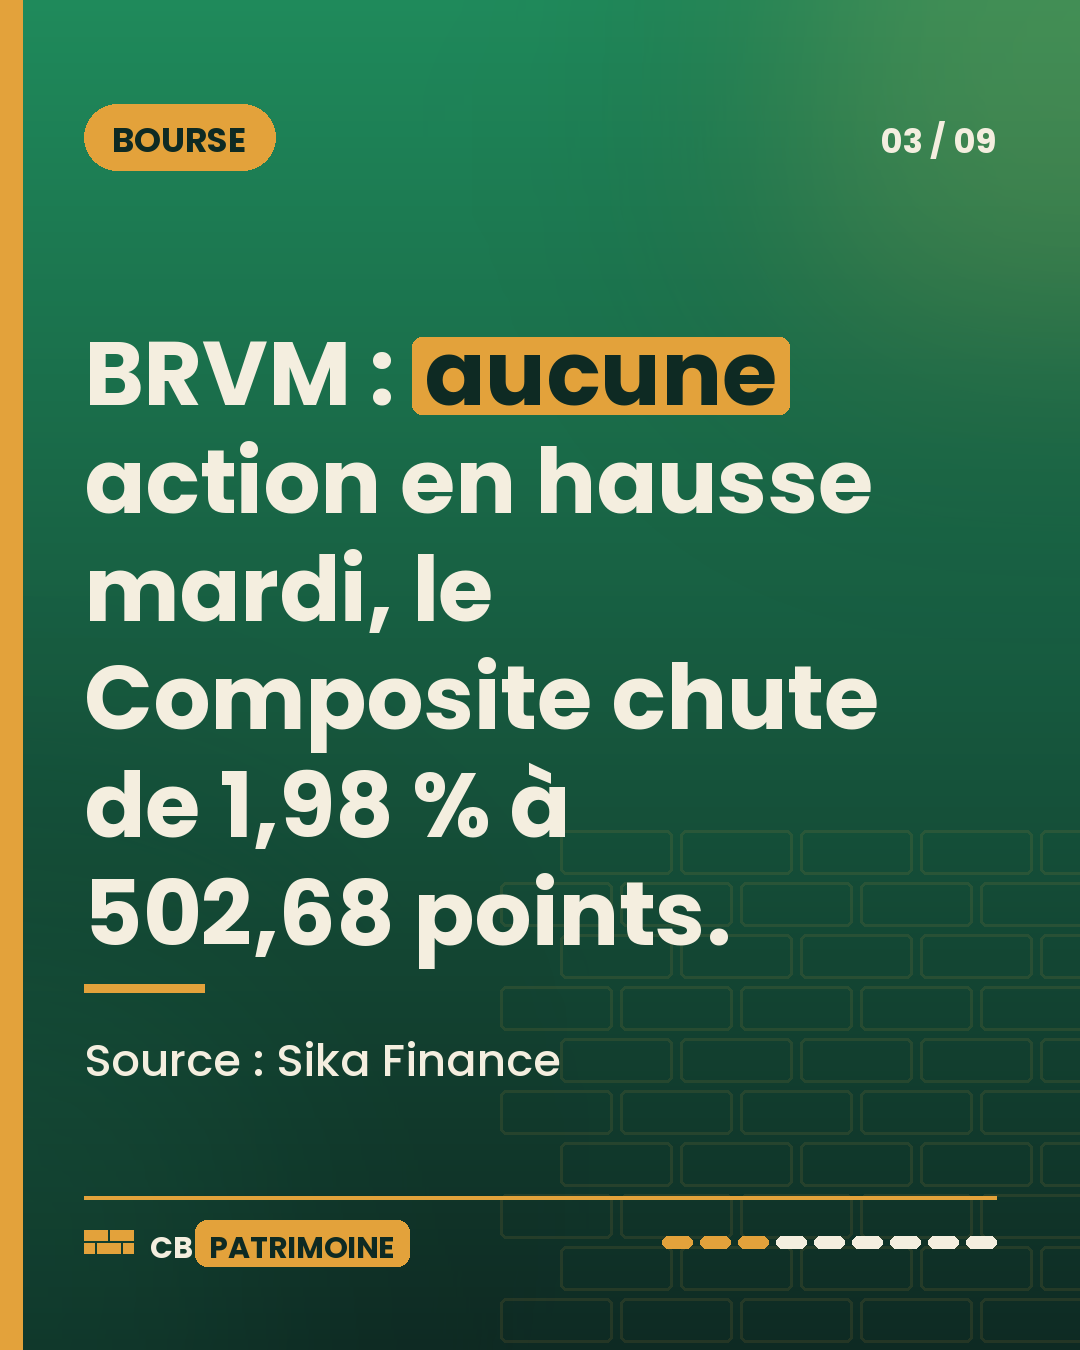 BOURSE
03 / 09
BRVM : aucune
action en hausse
mardi, le
Composite chute
de 1,98 % à
502,68 points.
Source : Sika Finance
CB PATRIMOINE